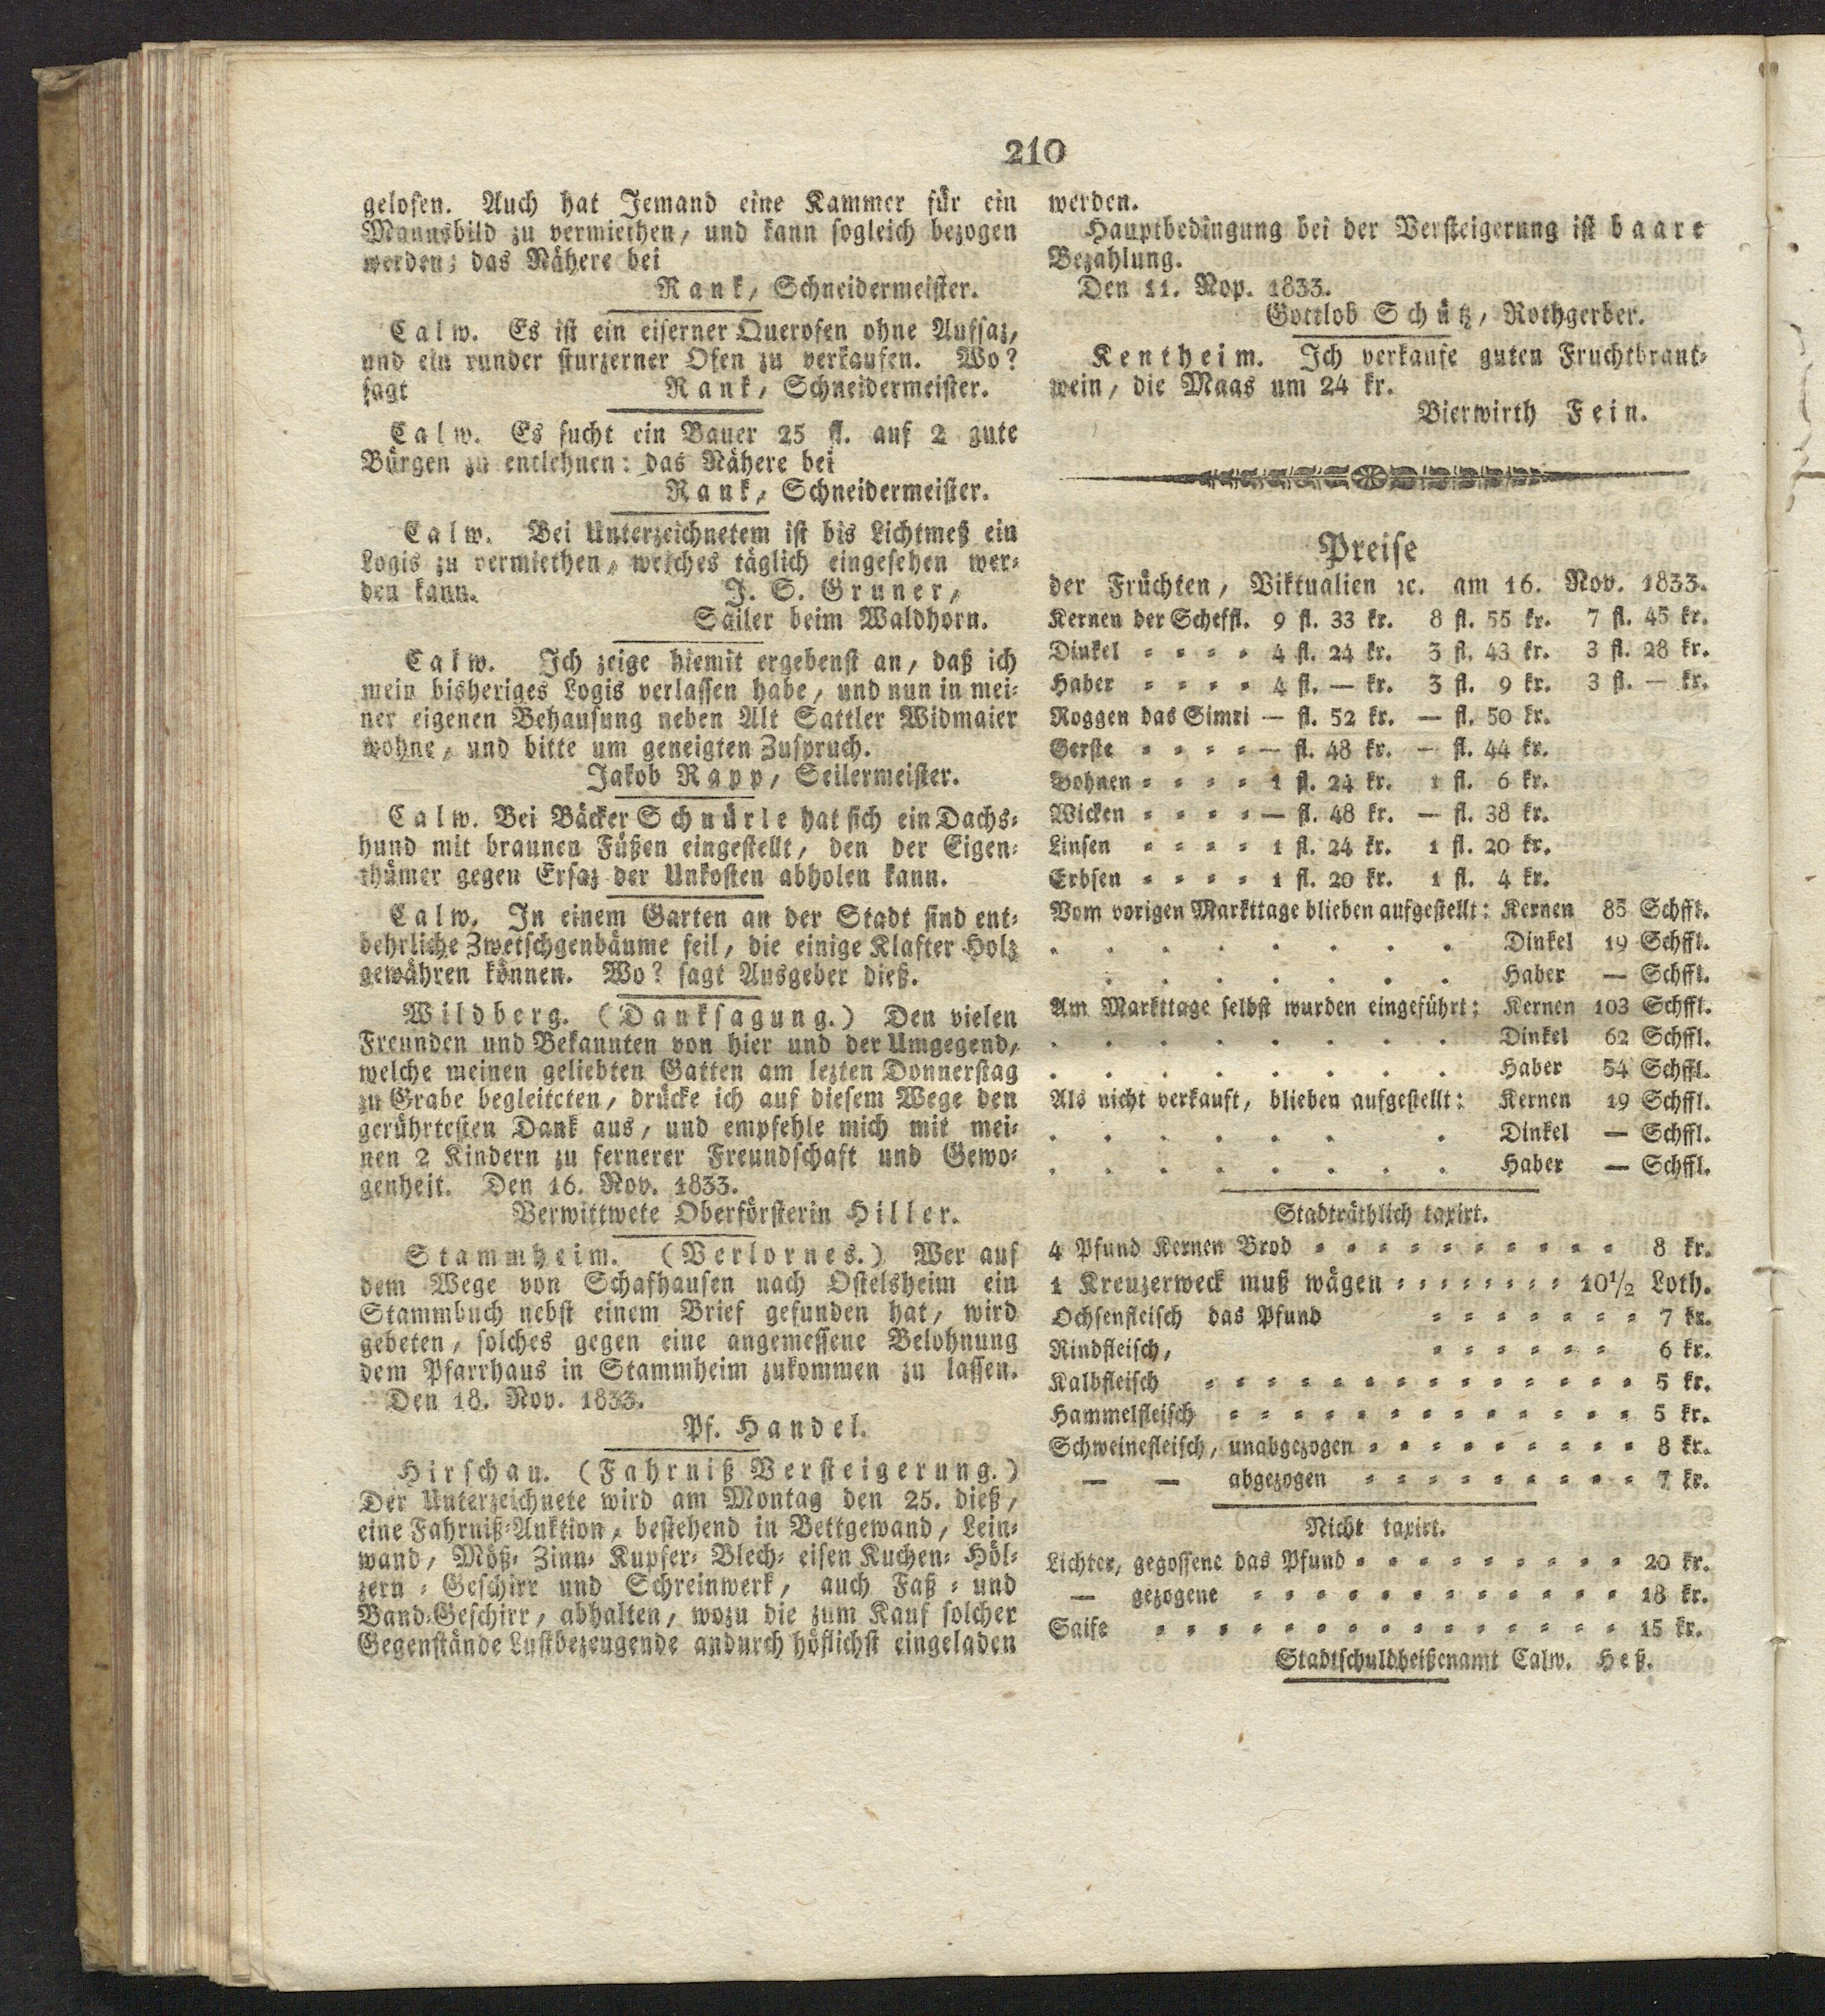 210
gelosen. Auch hat Jemand eine Kammer für ein
Mannsbild zu vermiethen, und kann sogleich bezogen
werden; das Nähere bei
Rank, Schneidermeister.
Calw. Es ist ein eiserner Querofen ohne Aufsaz,
und ein runder sturzerner Ofen zu verkaufen. Wo?
sagt Rank, Schneidermeister.
Calw. Es sucht ein Bauer 25 fl. auf 2 gute
Bürgen zu entlehnen: das Nähere bei
Rank, Schneidermeister.
Calw. Bei Unterzeichnetem ist bis Lichtmeß ein
Logis zu vermiethen, welches täglich eingesehen wer-
den kann. J. S. Gruner,
Sailer beim Waldhorn.
Calw. Ich zeige hiemit ergebenst an, daß ich
mein bisheriges Logis verlassen habe, und nun in mei-
ner eigenen Behausung neben Alt Sattler Widmaier
wohne, und bitte um geneigten Zuspruch.
Jakob Rapp, Seilermeister.
Calw. Bei Bäcker Schnürle hat sich ein Dachs-
hund mit braunen Füßen eingestellt, den der Eigen-
thümer gegen Ersaz der Unkosten abholen kann.
Calw. In einem Garten an der Stadt sind ent-
behrliche Zwetschgenbäume feil, die einige Klafter Holz
gewähren können. Wo? sagt Ausgeber dieß.
Wildberg. (Danksagung.) Den vielen
Freunden und Bekannten von hier und der Umgegend,
welche meinen geliebten Gatten am lezten Donnerstag
zu Grabe begleiteten, drücke ich auf diesem Wege den
gerührtesten Dank aus, und empfehle mich mit mei-
nen 2 Kindern zu fernerer Freundschaft und Gewo-
genheit. Den 16. Nov. 1833.
Verwittwete Oberförsterin Hiller.
Stammheim. (Verlornes.) Wer auf
dem Wege von Schafhausen nach Ostelsheim ein
Stammbuch nebst einem Brief gefunden hat, wird
gebeten, solches gegen eine angemessene Belohnung
dem Pfarrhaus in Stammheim zukommen zu lassen.
Den 18. Nov. 1833.
Pf. Handel.
Hirschau. (Fahrniß Versteigerung.)
Der Unterzeichnete wird am Montag den 25. dieß,
eine Fahrniß-Auktion, bestehend in Bettgewand, Lein-
wand, Möß- Zinn- Kupfer- Blech- eisen Kuchen- Höl-
zern - Geschirr und Schreinwerk, auch Faß - und
Band-Geschirr, abhalten, wozu die zum Kauf solcher
Gegenstände Lustbezeugende andurch höflichst eingeladen
werden.
Hauptbedingung bei der Versteigerung ist baare
Bezahlung.
Den 11. Nop. 1833.
Gottlob Schütz, Rothgerber.
Kentheim. Ich verkaufe guten Fruchtbrant-
wein, die Maas um 24 kr.
Bierwirth Fein.
Preise
der Früchten, Viktualien ꝛc. am 16. Nov. 1833.
Kernen der Scheffl. 9 fl. 33 kr. 8 fl. 55 kr. 7 fl. 45 kr.
Dinkel = = = = 4 fl. 24 kr. 3 fl. 43 kr. 3 fl. 28 kr.
Haber = = = = 4 fl. — kr. 3 fl. 9 kr. 3 fl. — kr.
Roggen das Simri — fl. 52 kr. — fl. 50 kr.
Gerste = = = = — fl. 48 kr. — fl. 44 kr.
Bohnen = = = = 1 fl. 24 kr. 1 fl. 6 kr.
Wicken = = = = — fl. 48 kr. — fl. 38 kr.
Linsen = = = = 1 fl. 24 kr. 1 fl. 20 kr.
Erbsen = = = = 1 fl. 20 kr. 1 fl. 4 kr.
Vom vorigen Markttage blieben aufgestellt: Kernen 85 Schffl.
. . . . . . . . . Dinkel 19 Schffl.
. . . . . . . Haber — Schffl.
Am Markttage selbst wurden eingeführt: Kernen 103 Schffl.
. . . . . . . . Dinkel 62 Schffl.
. . . . . . . . Haber 54 Schffl.
Als nicht verkauft, blieben aufgestellt: Kernen 19 Schffl.
. . . . . . . Dinkel — Schffl.
. . . . . . . . Haber — Schffl.
Stadträthlich taxirt.
4 Pfund Kernen Brod = = = = = = = = = = 8 kr.
1 Kreuzerweck muß wägen = = = = = = = = 10 1/2 Loth.
Ochsenfleisch das Pfund = = = = = = = 7 kr.
Rindfleisch, = = = = = = 6 kr.
Kalbfleisch = = = = = = = = = = = = = = 5 kr.
Hammelfleisch = = = = = = = = = = = = = 5 kr.
Schweinefleisch, unabgezogen = = = = = = = = = 8 kr.
— — abgezogen = = = = = = = = = 7 kr.
Nicht taxirt.
Lichter, gegossene das Pfund = = = = = = = = = 20 kr.
— gezogene = = = = = = = = = = = = 18 kr.
Saife = = = = = = = = = = = = = = = 15 kr.
Stadtschuldheißenamt Calw. Heß.